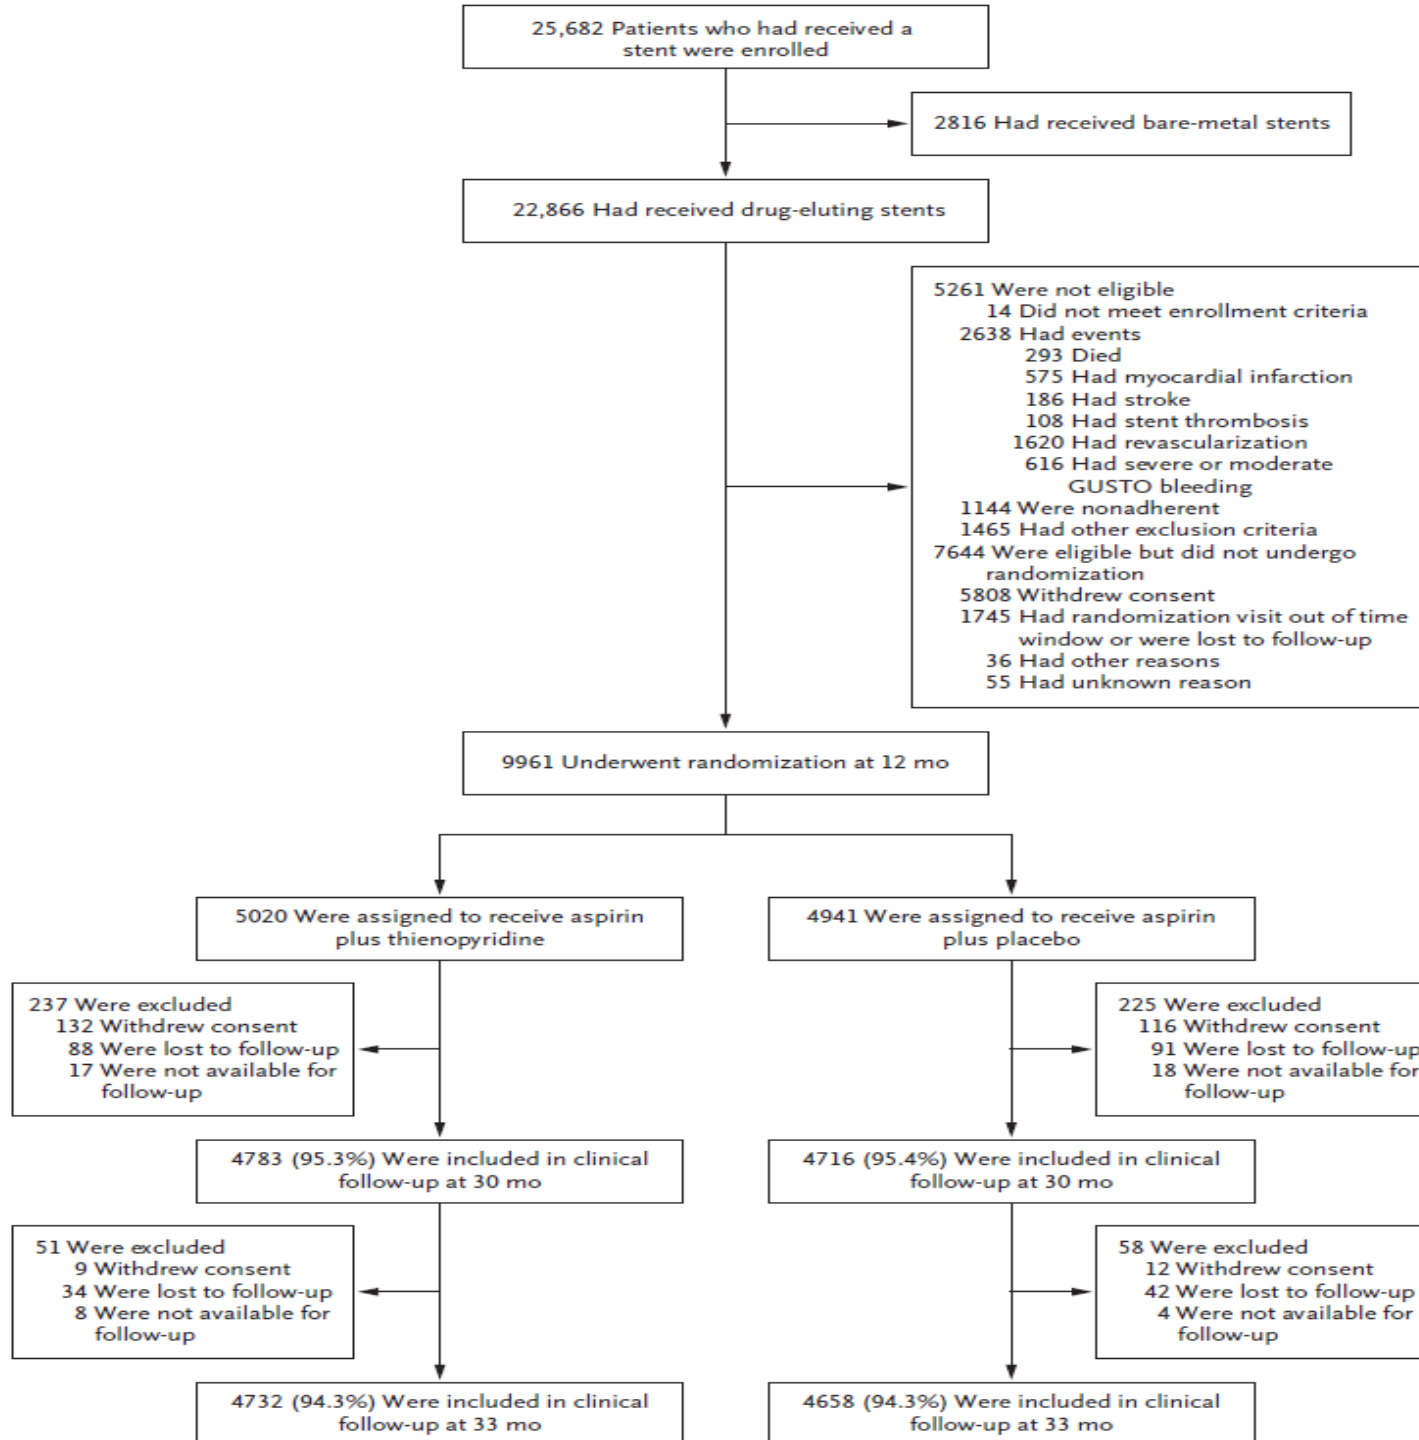 25,682 Patients who had received a
stent were enrolled
2816 Had received bare-metal stents
22,866 Had received drug-eluting stents
5261 Were not eligible
14 Did not meet enrollment criteria
2638 Had events
293 Died
575 Had myocardial infarction
186 Had stroke
108 Had stent thrombosis
1620 Had revascularization
616 Had severe or moderate
GUSTO bleeding
1144 Were nonadherent
1465 Had other exclusion criteria
7644 Were eligible but did not undergo
randomization
5808 Withdrew consent
1745 Had randomization visit out of time
window or were lost to follow-up
36 Had other reasons
55 Had unknown reason
9961 Underwent randomization at 12 mo
5020 Were assigned to receive aspirin
plus thienopyridine
4941 Were assigned to receive aspirin
plus placebo
237 Were excluded
132 Withdrew consent
88 Were lost to follow-up
17 Were not available for
follow-up
225 Were excluded
116 Withdrew consent
91 Were lost to follow-up
18 Were not available for
follow-up
4783 (95.3%) Were included in clinical
follow-up at 30 mo
4716 (95.4%) Were included in clinical
follow-up at 30 mo
51 Were excluded
9 Withdrew consent
34 Were lost to follow-up
8 Were not available for
follow-up
58 Were excluded
12 Withdrew consent
42 Were lost to follow-up
4 Were not available for
follow-up
4732 (94.3%) Were included in clinical
follow-up at 33 mo
4658 (94.3%) Were included in clinical
follow-up at 33 mo